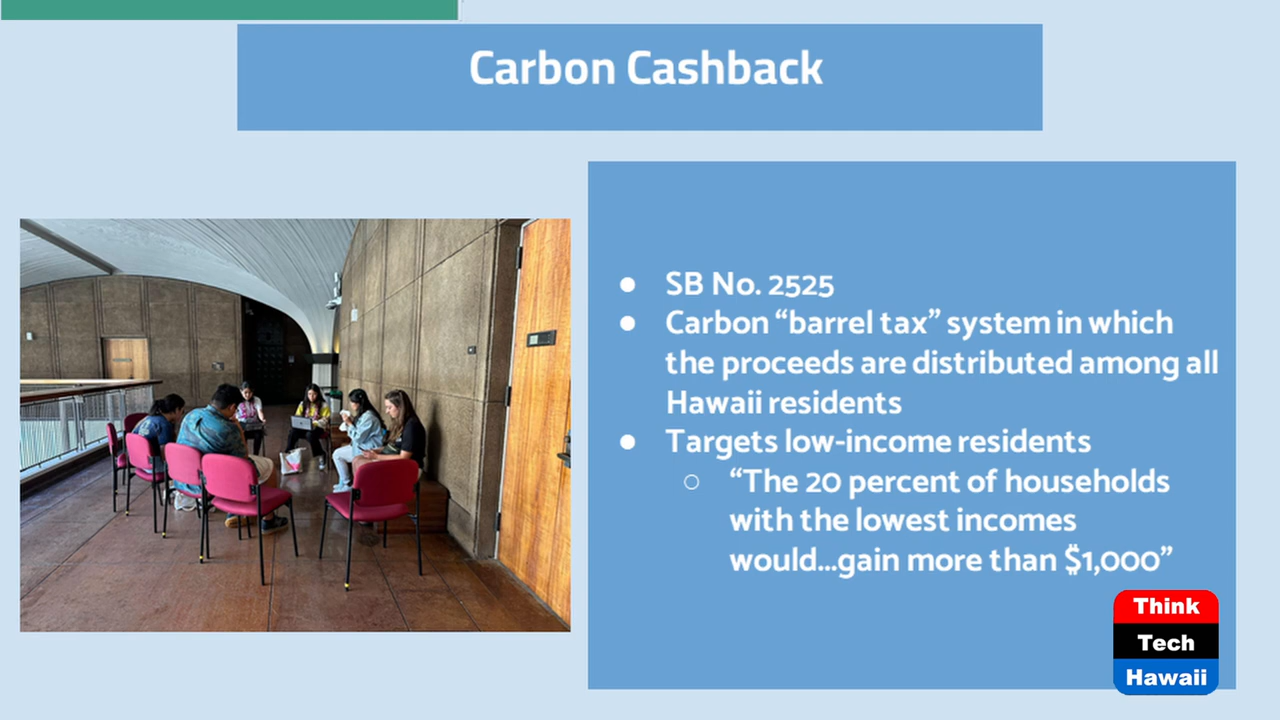 Carbon Cashback
● SB No. 2525
● Carbon “barrel tax” system in which
the proceeds are distributed among all
Hawaii residents
● Targets low-income residents
○ “The 20 percent of households
with the lowest incomes
would...gain more than $1,000”
Think
Tech
Hawaii